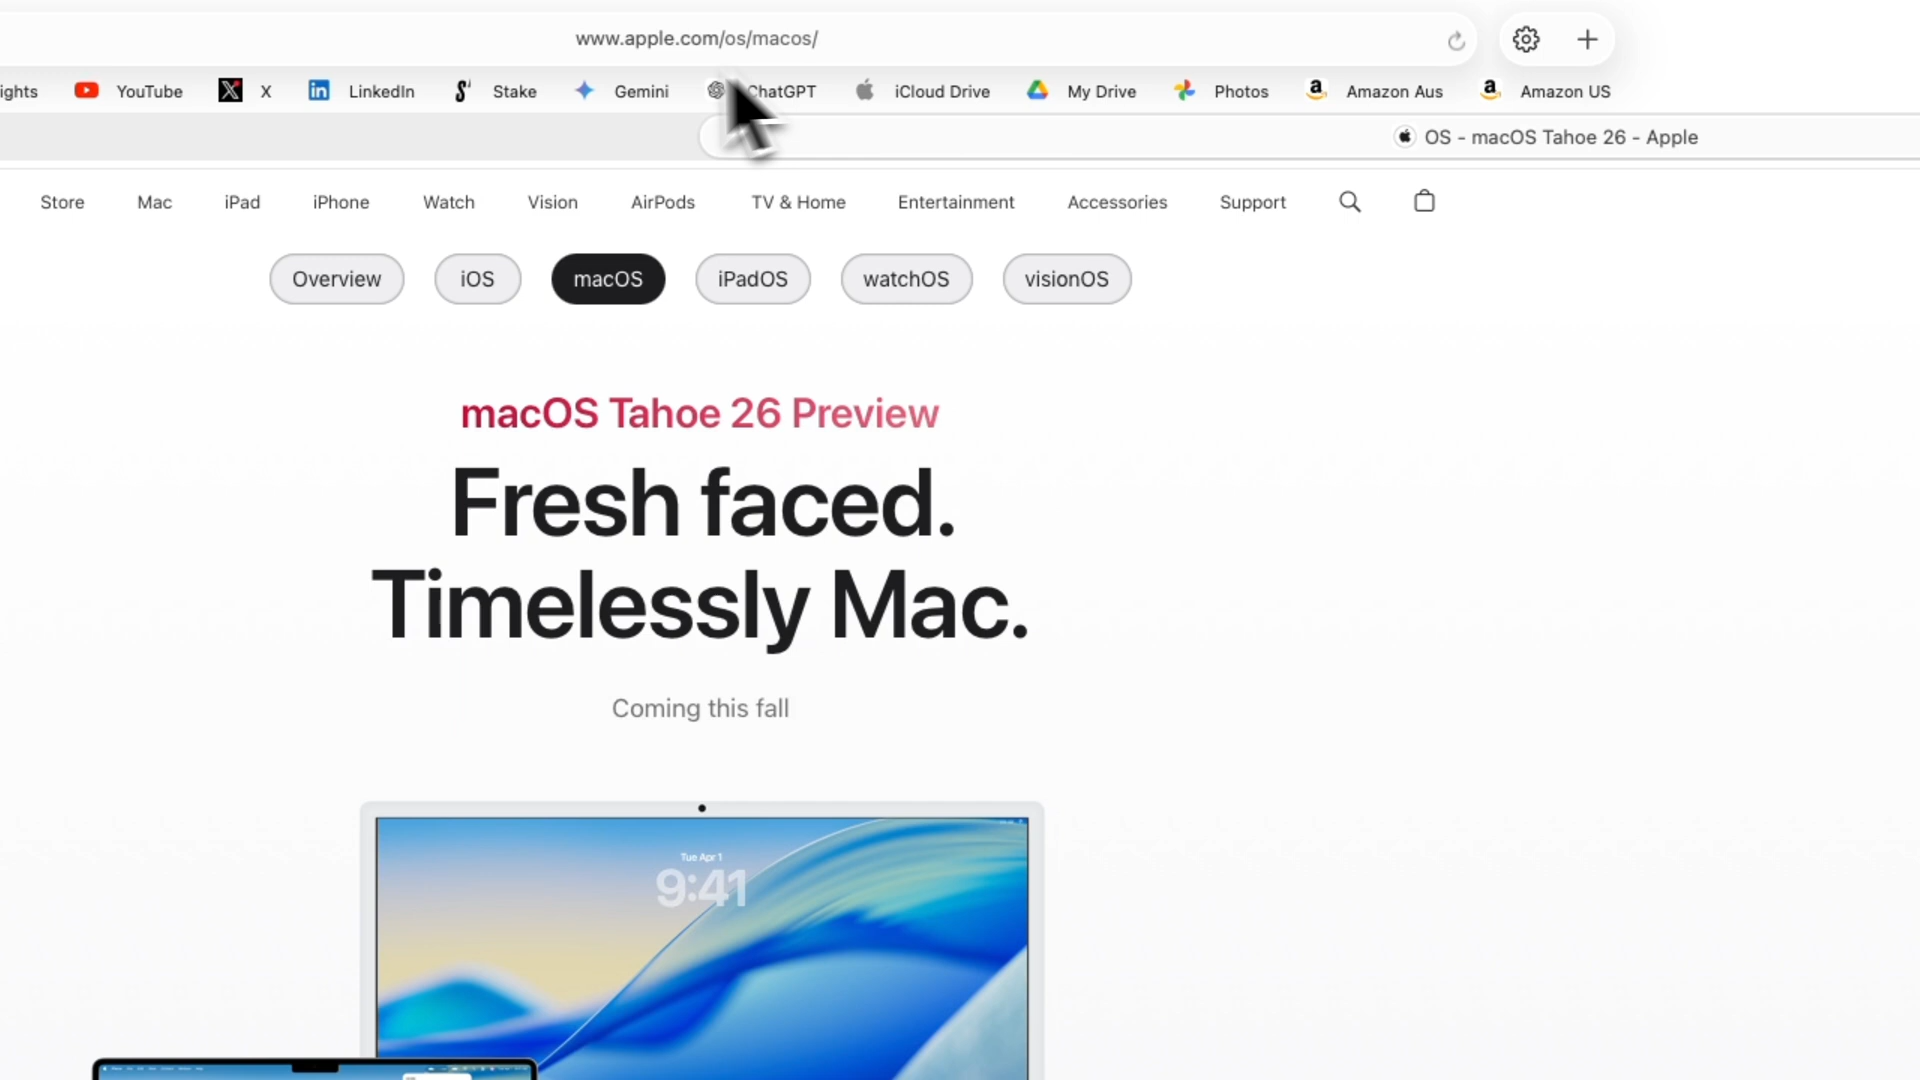 www.apple.com/os/macos/
ights YouTube X LinkedIn Stake Gemini ChatGPT iCloud Drive My Drive Photos Amazon Aus Amazon US
OS - macOS Tahoe 26 - Apple
Store Mac iPad iPhone Watch Vision AirPods TV & Home Entertainment Accessories Support
Overview iOS macOS iPadOS watchOS visionOS
macOS Tahoe 26 Preview
Fresh faced.
Timelessly Mac.
Coming this fall
Tue Apr 1
9:41